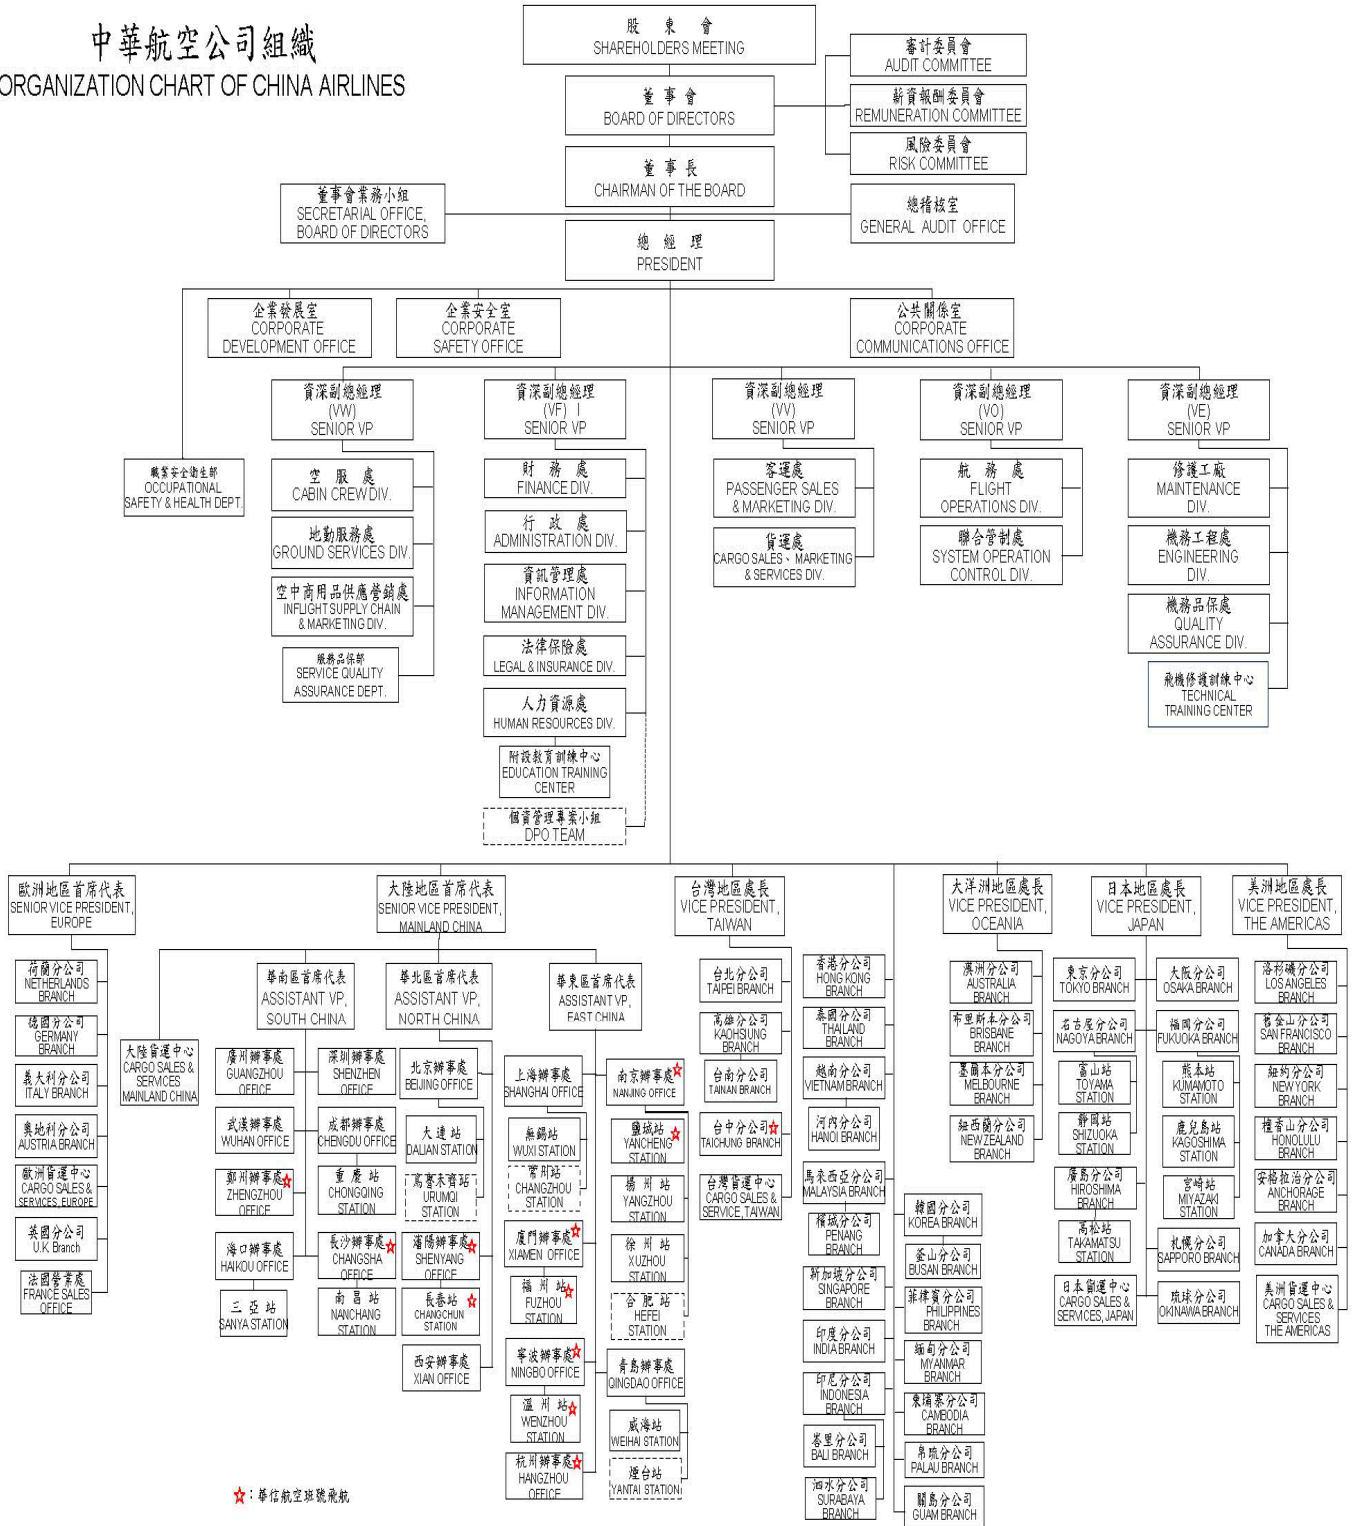 中華航空公司組織
ORGANIZATION CHART OF CHINA AIRLINES
股 東 會
SHAREHOLDERS MEETING
審計委員會
AUDIT COMMITTEE
董 事 會
BOARD OF DIRECTORS
薪資報酬委員會
REMUNERATION COMMITTEE
風險委員會
RISK COMMITTEE
董 事 長
CHAIRMAN OF THE BOARD
董事會業務小組
SECRETARIAL OFFICE,
BOARD OF DIRECTORS
總稽核室
GENERAL AUDIT OFFICE
總 經 理
PRESIDENT
企業發展室
CORPORATE
DEVELOPMENT OFFICE
企業安全室
CORPORATE
SAFETY OFFICE
公共關係室
CORPORATE
COMMUNICATIONS OFFICE
職業安全衛生部
OCCUPATIONAL
SAFETY & HEALTH DEPT.
資深副總經理
(VW)
SENIOR VP
空 服 處
CABIN CREW DIV.
地勤服務處
GROUND SERVICES DIV.
空中商用品供應營銷處
INFLIGHT SUPPLY CHAIN
& MARKETING DIV.
服務品保部
SERVICE QUALITY
ASSURANCE DEPT.
資深副總經理
(VF) I
SENIOR VP
財 務 處
FINANCE DIV.
行 政 處
ADMINISTRATION DIV.
資訊管理處
INFORMATION
MANAGEMENT DIV.
法律保險處
LEGAL & INSURANCE DIV.
人力資源處
HUMAN RESOURCES DIV.
附設教育訓練中心
EDUCATION TRAINING
CENTER
個資管理專案小組
DPO TEAM
資深副總經理
(VV)
SENIOR VP
客運處
PASSENGER SALES
& MARKETING DIV.
貨運處
CARGO SALES、MARKETING
& SERVICES DIV.
資深副總經理
(VO)
SENIOR VP
航 務 處
FLIGHT
OPERATIONS DIV.
聯合管制處
SYSTEM OPERATION
CONTROL DIV.
資深副總經理
(VE)
SENIOR VP
修護工廠
MAINTENANCE
DIV.
機務工程處
ENGINEERING
DIV.
機務品保處
QUALITY
ASSURANCE DIV.
飛機修護訓練中心
TECHNICAL
TRAINING CENTER
歐洲地區首席代表
SENIOR VICE PRESIDENT,
EUROPE
荷蘭分公司
NETHERLANDS
BRANCH
德國分公司
GERMANY
BRANCH
義大利分公司
ITALY BRANCH
奧地利分公司
AUSTRIA BRANCH
歐洲貨運中心
CARGO SALES &
SERVICES, EUROPE
英國分公司
U.K. Branch
法國營業處
FRANCE SALES
OFFICE
大陸地區首席代表
SENIOR VICE PRESIDENT,
MAINLAND CHINA
大陸貨運中心
CARGO SALES &
SERVICES
MAINLAND CHINA
華南區首席代表
ASSISTANT VP,
SOUTH CHINA
廣州辦事處
GUANGZHOU
OFFICE
武漢辦事處
WUHAN OFFICE
鄭州辦事處
ZHENGZHOU
OFFICE
海口辦事處
HAIKOU OFFICE
三 亞 站
SANYA STATION
深圳辦事處
SHENZHEN
OFFICE
成都辦事處
CHENGDU OFFICE
重 慶 站
CHONGQING
STATION
長沙辦事處
CHANGSHA
OFFICE
南 昌 站
NANCHANG
STATION
華北區首席代表
ASSISTANT VP,
NORTH CHINA
北京辦事處
BEIJING OFFICE
大 連 站
DALIAN STATION
烏魯木齊站
URUMQI
STATION
瀋陽辦事處
SHENYANG
OFFICE
長春站
CHANGCHUN
STATION
西安辦事處
XIAN OFFICE
華東區首席代表
ASSISTANT VP,
EAST CHINA
上海辦事處
SHANGHAI OFFICE
無錫站
WUXI STATION
常州站
CHANGZHOU
STATION
廈門辦事處
XIAMEN OFFICE
福 州 站
FUZHOU
STATION
寧波辦事處
NINGBO OFFICE
溫 州 站
WENZHOU
STATION
杭州辦事處
HANGZHOU
OFFICE
南京辦事處
NANJING OFFICE
鹽城站
YANCHENG
STATION
揚 州 站
YANGZHOU
STATION
徐 州 站
XUZHOU
STATION
合 肥 站
HEFEI
STATION
青島辦事處
QINGDAO OFFICE
威海站
WEIHAI STATION
煙台站
YANTAI STATION
台灣地區處長
VICE PRESIDENT,
TAIWAN
台北分公司
TAIPEI BRANCH
高雄分公司
KAOHSIUNG
BRANCH
台南分公司
TAINAN BRANCH
台中分公司
TAICHUNG BRANCH
台灣貨運中心
CARGO SALES &
SERVICE, TAIWAN
香港分公司
HONG KONG
BRANCH
泰國分公司
THAILAND
BRANCH
越南分公司
VIETNAM BRANCH
河內分公司
HANOI BRANCH
馬來西亞分公司
MALAYSIA BRANCH
檳城分公司
PENANG
BRANCH
新加坡分公司
SINGAPORE
BRANCH
印度分公司
INDIA BRANCH
印尼分公司
INDONESIA
BRANCH
峇里分公司
BALI BRANCH
泗水分公司
SURABAYA
BRANCH
韓國分公司
KOREA BRANCH
釜山分公司
BUSAN BRANCH
菲律賓分公司
PHILIPPINES
BRANCH
緬甸分公司
MYANMAR
BRANCH
柬埔寨分公司
CAMBODIA
BRANCH
帛琉分公司
PALAU BRANCH
關島分公司
GUAM BRANCH
大洋洲地區處長
VICE PRESIDENT,
OCEANIA
澳洲分公司
AUSTRALIA
BRANCH
布里斯本分公司
BRISBANE
BRANCH
墨爾本分公司
MELBOURNE
BRANCH
紐西蘭分公司
NEW ZEALAND
BRANCH
日本地區處長
VICE PRESIDENT,
JAPAN
東京分公司
TOKYO BRANCH
名古屋分公司
NAGOYA BRANCH
富山站
TOYAMA
STATION
靜岡站
SHIZUOKA
STATION
廣島分公司
HIROSHIMA
BRANCH
高松站
TAKAMATSU
STATION
日本貨運中心
CARGO SALES &
SERVICES, JAPAN
大阪分公司
OSAKA BRANCH
福岡分公司
FUKUOKA BRANCH
熊本站
KUMAMOTO
STATION
鹿兒島站
KAGOSHIMA
STATION
宮崎站
MIYAZAKI
STATION
札幌分公司
SAPPORO BRANCH
琉球分公司
OKINAWA BRANCH
美洲地區處長
VICE PRESIDENT,
THE AMERICAS
洛杉磯分公司
LOS ANGELES
BRANCH
舊金山分公司
SAN FRANCISCO
BRANCH
紐約分公司
NEW YORK
BRANCH
檀香山分公司
HONOLULU
BRANCH
安格拉治分公司
ANCHORAGE
BRANCH
加拿大分公司
CANADA BRANCH
美洲貨運中心
CARGO SALES &
SERVICES
THE AMERICAS
☆：華信航空班號飛航